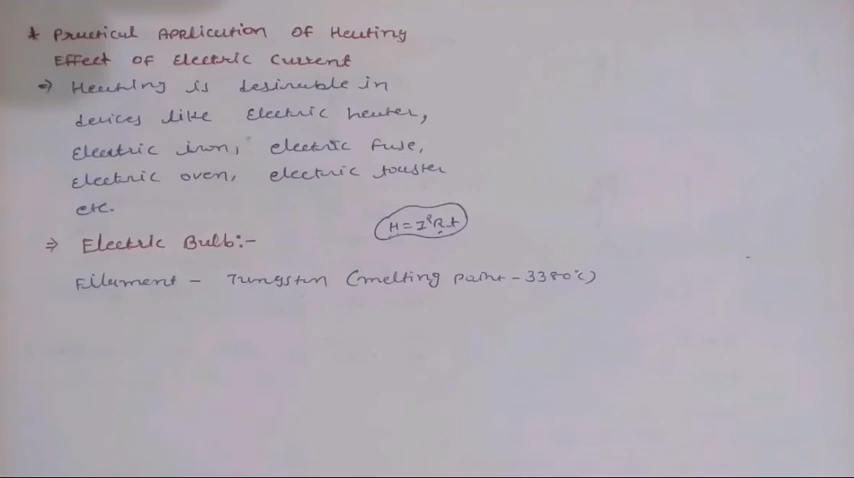 * Practical Application of Heating
Effect of Electric Current
→ Heating is desirable in
devices like Electric heater,
Electric iron, electric fuse,
Electric oven, electric toaster
etc.
H = I²Rt
⇒ Electric Bulb:-
Filament - Tungsten (melting point - 3380°C)